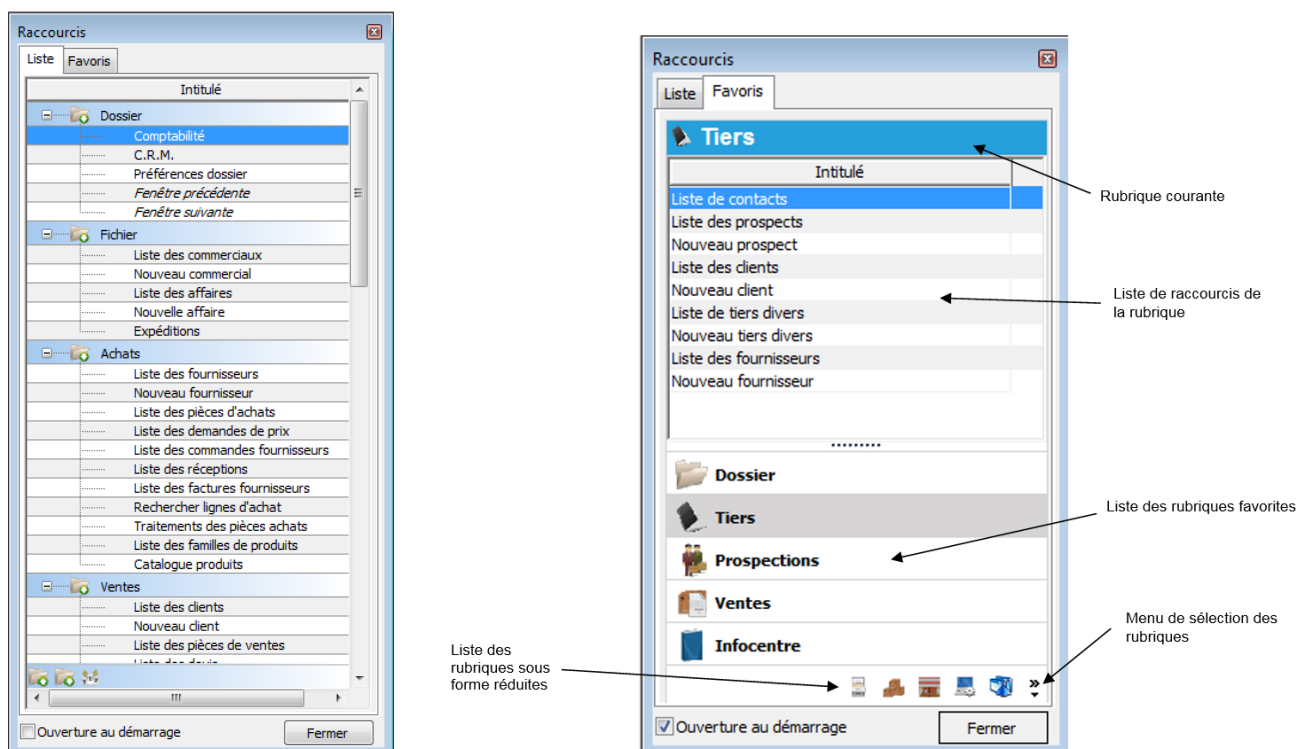 Raccourcis
Liste
Favoris
Intitulé
Dossier
Comptabilité
C.R.M.
Préférences dossier
Fenêtre précédente
Fenêtre suivante
Fichier
Liste des commerciaux
Nouveau commercial
Liste des affaires
Nouvelle affaire
Expéditions
Achats
Liste des fournisseurs
Nouveau fournisseur
Liste des pièces d'achats
Liste des demandes de prix
Liste des commandes fournisseurs
Liste des réceptions
Liste des factures fournisseurs
Rechercher lignes d'achat
Traitements des pièces achats
Liste des familles de produits
Catalogue produits
Ventes
Liste des clients
Nouveau client
Liste des pièces de ventes
Liste des devis
Ouverture au démarrage
Fermer
Raccourcis
Liste
Favoris
Tiers
Intitulé
Liste de contacts
Liste des prospects
Nouveau prospect
Liste des clients
Nouveau client
Liste de tiers divers
Nouveau tiers divers
Liste des fournisseurs
Nouveau fournisseur
Dossier
Tiers
Prospections
Ventes
Infocentre
Ouverture au démarrage
Fermer
Rubrique courante
Liste de raccourcis de
la rubrique
Liste des rubriques favorites
Menu de sélection des
rubriques
Liste des
rubriques sous
forme réduites